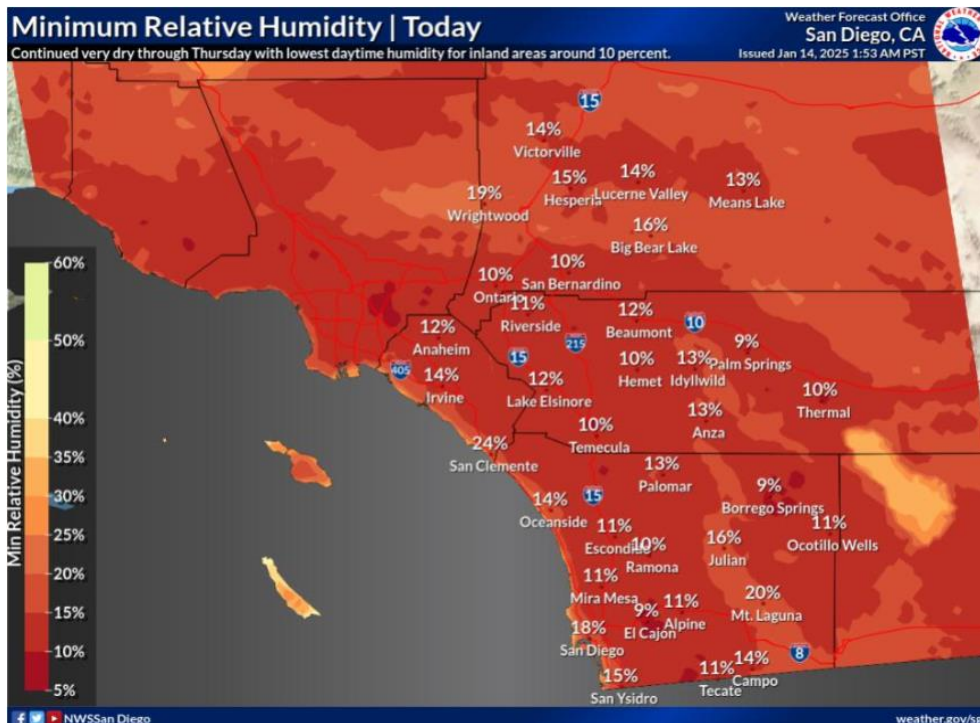 Minimum Relative Humidity | Today
Continued very dry through Thursday with lowest daytime humidity for inland areas around 10 percent.
Weather Forecast Office
San Diego, CA
Issued Jan 14, 2025 1:53 AM PST
15
14%
Victorville
15%
Hesperia
14%
Lucerne Valley
13%
Means Lake
19%
Wrightwood
16%
Big Bear Lake
10%
San Bernardino
10%
Ontario
11%
Riverside
12%
Beaumont
10
9%
Palm Springs
12%
Anaheim
15
215
405
14%
Irvine
12%
Lake Elsinore
10%
Hemet
13%
Idyllwild
10%
Thermal
13%
Anza
10%
Temecula
24%
San Clemente
13%
Palomar
9%
Borrego Springs
14%
Oceanside
15
11%
Escondido
10%
Ramona
16%
Julian
11%
Ocotillo Wells
11%
Mira Mesa
9%
El Cajon
11%
Alpine
20%
Mt. Laguna
18%
San Diego
8
15%
San Ysidro
11%
Tecate
14%
Campo
Min Relative Humidity (%)
60%
50%
40%
35%
30%
25%
20%
15%
10%
5%
NWSSan Diego